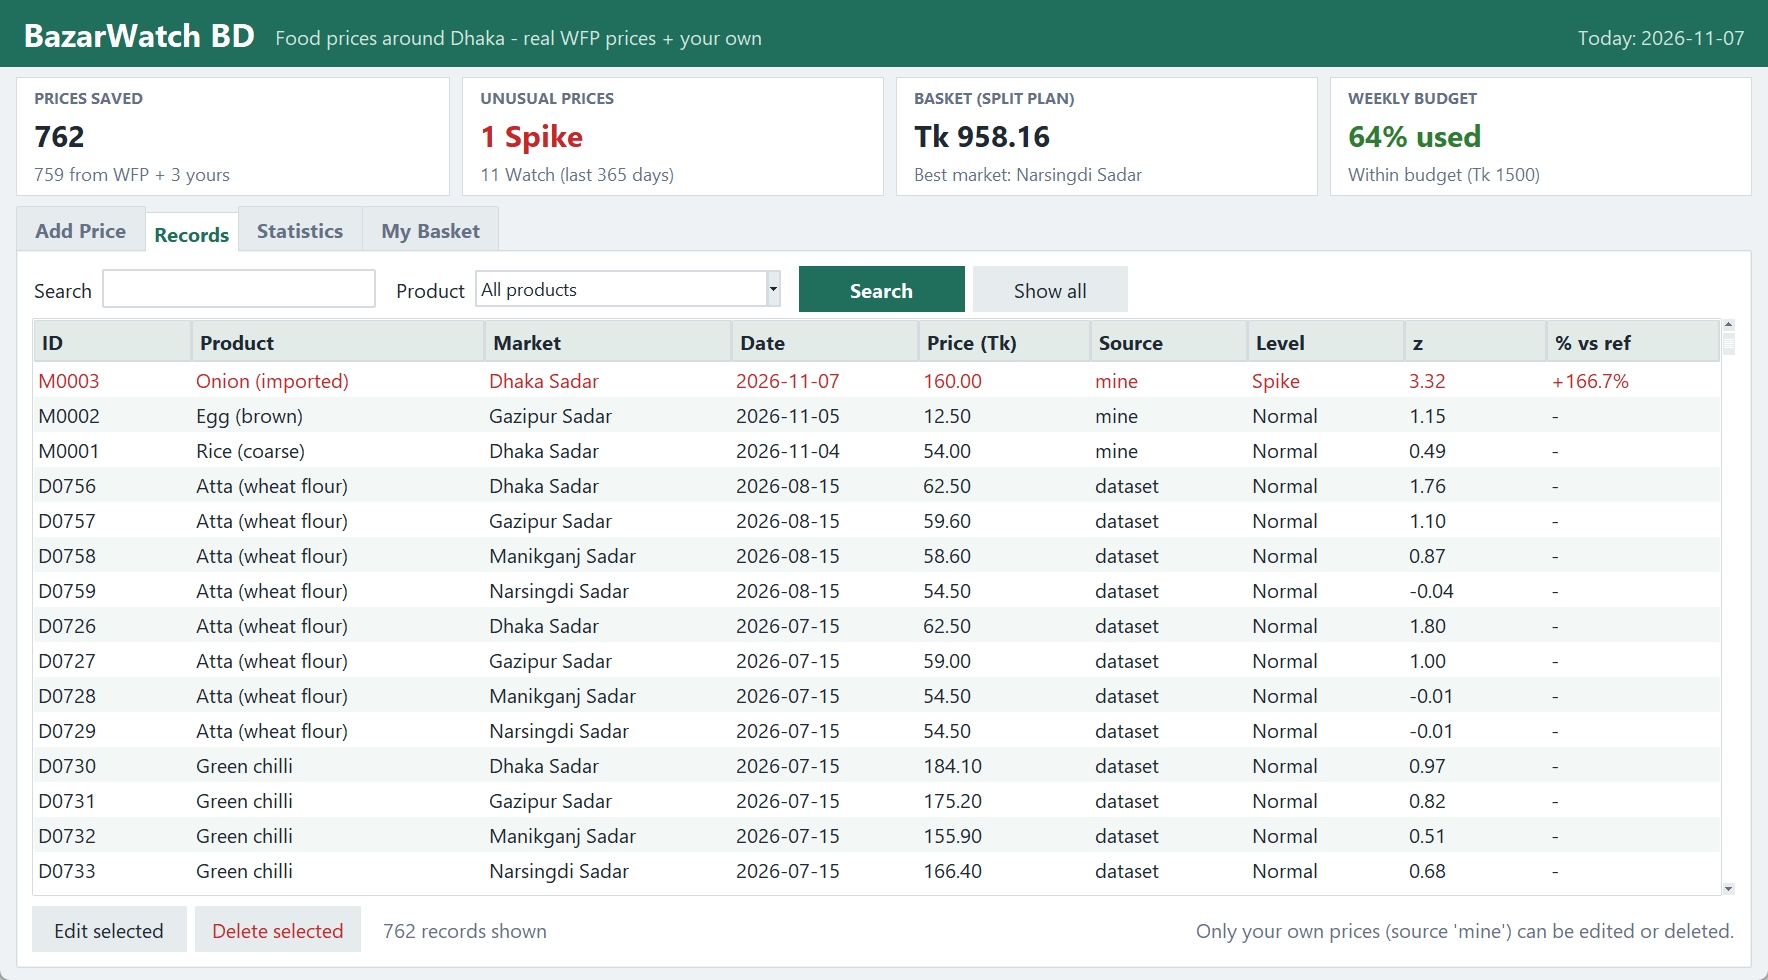 BazarWatch BD Food prices around Dhaka - real WFP prices + your own Today: 2026-11-07
PRICES SAVED
762
759 from WFP + 3 yours
UNUSUAL PRICES
1 Spike
11 Watch (last 365 days)
BASKET (SPLIT PLAN)
Tk 958.16
Best market: Narsingdi Sadar
WEEKLY BUDGET
64% used
Within budget (Tk 1500)
Add Price Records Statistics My Basket
Search Product All products Search Show all
ID Product Market Date Price (Tk) Source Level z % vs ref
M0003 Onion (imported) Dhaka Sadar 2026-11-07 160.00 mine Spike 3.32 +166.7%
M0002 Egg (brown) Gazipur Sadar 2026-11-05 12.50 mine Normal 1.15 -
M0001 Rice (coarse) Dhaka Sadar 2026-11-04 54.00 mine Normal 0.49 -
D0756 Atta (wheat flour) Dhaka Sadar 2026-08-15 62.50 dataset Normal 1.76 -
D0757 Atta (wheat flour) Gazipur Sadar 2026-08-15 59.60 dataset Normal 1.10 -
D0758 Atta (wheat flour) Manikganj Sadar 2026-08-15 58.60 dataset Normal 0.87 -
D0759 Atta (wheat flour) Narsingdi Sadar 2026-08-15 54.50 dataset Normal -0.04 -
D0726 Atta (wheat flour) Dhaka Sadar 2026-07-15 62.50 dataset Normal 1.80 -
D0727 Atta (wheat flour) Gazipur Sadar 2026-07-15 59.00 dataset Normal 1.00 -
D0728 Atta (wheat flour) Manikganj Sadar 2026-07-15 54.50 dataset Normal -0.01 -
D0729 Atta (wheat flour) Narsingdi Sadar 2026-07-15 54.50 dataset Normal -0.01 -
D0730 Green chilli Dhaka Sadar 2026-07-15 184.10 dataset Normal 0.97 -
D0731 Green chilli Gazipur Sadar 2026-07-15 175.20 dataset Normal 0.82 -
D0732 Green chilli Manikganj Sadar 2026-07-15 155.90 dataset Normal 0.51 -
D0733 Green chilli Narsingdi Sadar 2026-07-15 166.40 dataset Normal 0.68 -
Edit selected Delete selected 762 records shown Only your own prices (source 'mine') can be edited or deleted.